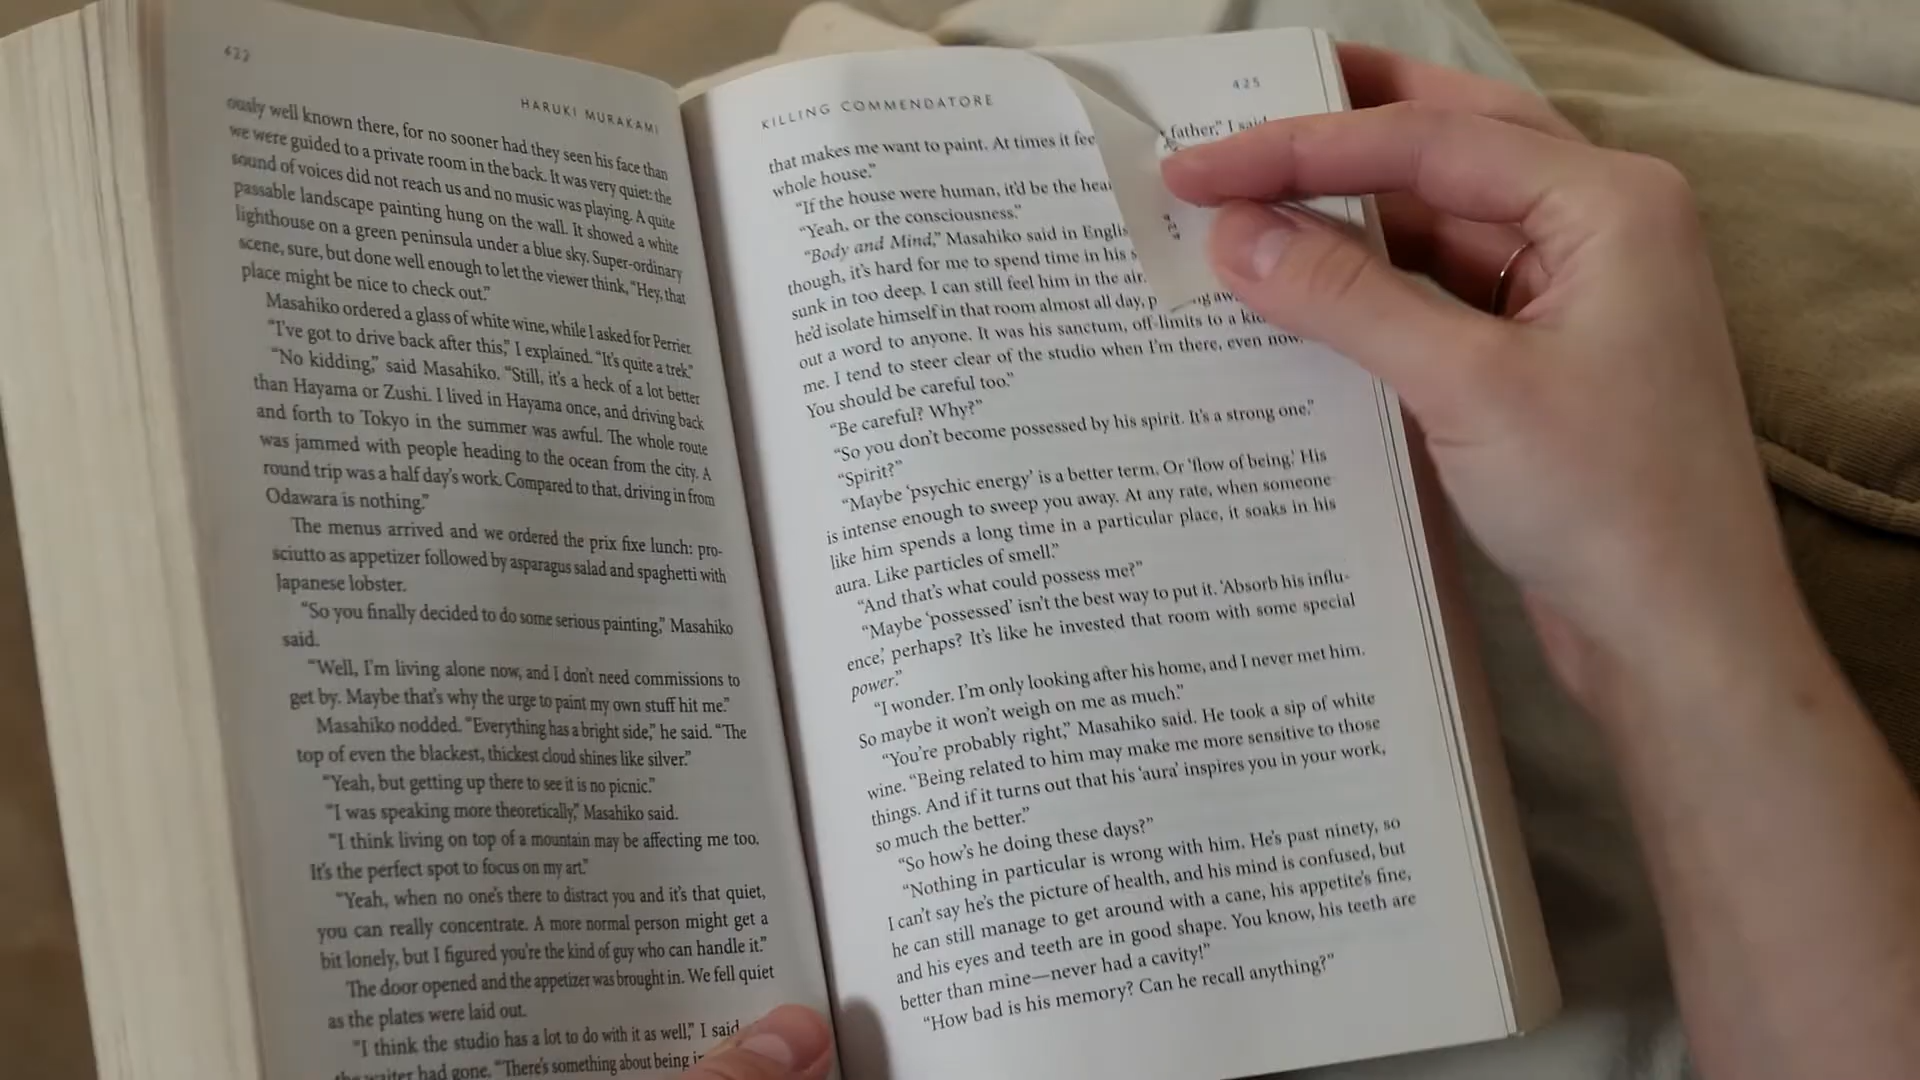 422
HARUKI MURAKAMI
ously well known there, for no sooner had they seen his face than
we were guided to a private room in the back. It was very quiet: the
sound of voices did not reach us and no music was playing. A quite
passable landscape painting hung on the wall. It showed a white
lighthouse on a green peninsula under a blue sky. Super-ordinary
scene, sure, but done well enough to let the viewer think, “Hey, that
place might be nice to check out.”
Masahiko ordered a glass of white wine, while I asked for Perrier.
“I’ve got to drive back after this,” I explained. “It’s quite a trek.”
“No kidding,” said Masahiko. “Still, it’s a heck of a lot better
than Hayama or Zushi. I lived in Hayama once, and driving back
and forth to Tokyo in the summer was awful. The whole route
was jammed with people heading to the ocean from the city. A
round trip was a half day’s work. Compared to that, driving in from
Odawara is nothing.”
The menus arrived and we ordered the prix fixe lunch: pro-
sciutto as appetizer followed by asparagus salad and spaghetti with
Japanese lobster.
“So you finally decided to do some serious painting,” Masahiko
said.
“Well, I’m living alone now, and I don’t need commissions to
get by. Maybe that’s why the urge to paint my own stuff hit me.”
Masahiko nodded. “Everything has a bright side,” he said. “The
top of even the blackest, thickest cloud shines like silver.”
“Yeah, but getting up there to see it is no picnic.”
“I was speaking more theoretically,” Masahiko said.
“I think living on top of a mountain may be affecting me too.
It’s the perfect spot to focus on my art.”
“Yeah, when no one’s there to distract you and it’s that quiet,
you can really concentrate. A more normal person might get a
bit lonely, but I figured you’re the kind of guy who can handle it.”
The door opened and the appetizer was brought in. We fell quiet
as the plates were laid out.
“I think the studio has a lot to do with it as well,” I said
the waiter had gone. “There’s something about being
KILLING COMMENDATORE
425
father,” I said
that makes me want to paint. At times it
whole house.”
“If the house were human, it’d be the
“Yeah, or the consciousness.”
“Body and Mind,” Masahiko said in
though, it’s hard for me to spend time in his
sunk in too deep. I can still feel him in the air.
he’d isolate himself in that room almost all day,
out a word to anyone. It was his sanctum, off-limits to a
me. I tend to steer clear of the studio when I’m there, even now.
You should be careful too.”
“Be careful? Why?”
“So you don’t become possessed by his spirit. It’s a strong one.”
“Spirit?”
“Maybe ‘psychic energy’ is a better term. Or ‘flow of being.’ His
is intense enough to sweep you away. At any rate, when someone
like him spends a long time in a particular place, it soaks in his
aura. Like particles of smell.”
“And that’s what could possess me?”
“Maybe ‘possessed’ isn’t the best way to put it. ‘Absorb his influ-
ence,’ perhaps? It’s like he invested that room with some special
power.”
“I wonder. I’m only looking after his home, and I never met him.
So maybe it won’t weigh on me as much.”
“You’re probably right,” Masahiko said. He took a sip of white
wine. “Being related to him may make me more sensitive to those
things. And if it turns out that his ‘aura’ inspires you in your work,
so much the better.”
“So how’s he doing these days?”
“Nothing in particular is wrong with him. He’s past ninety, so
I can’t say he’s the picture of health, and his mind is confused, but
he can still manage to get around with a cane, his appetite’s fine,
and his eyes and teeth are in good shape. You know, his teeth are
better than mine—never had a cavity!”
“How bad is his memory? Can he recall anything?”